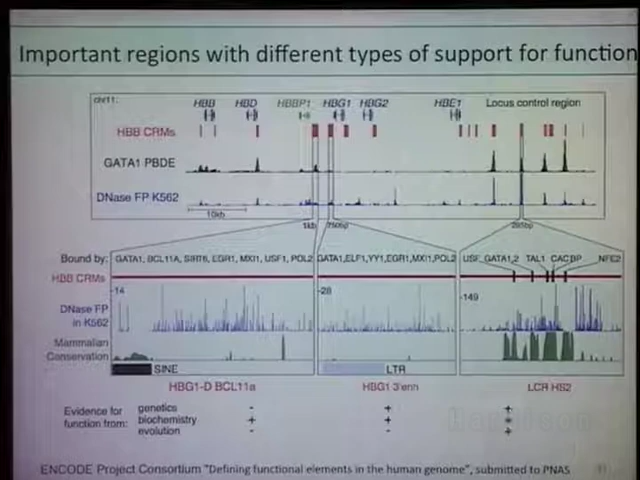 Important regions with different types of support for function
chr11:
HBB HBD HBBP1 HBG1 HBG2 HBE1 Locus control region
HBB CRMs
GATA1 PBDE
DNase FP K562
10kb
1kb 750bp 285bp
Bound by: GATA1, BCL11A, SIRT6, EGR1, MXI1, USF1, POL2 GATA1,ELF1,YY1,EGR1,MXI1,POL2 USF GATA1,2 TAL1 CACBP NFE2
HBB CRMs
14 28 149
DNase FP
in K562
Mammalian
Conservation
SINE LTR
HBG1-D BCL11a HBG1 3'enh LCR HS2
Evidence for
function from:
genetics - + +
biochemistry + + +
evolution - - +
ENCODE Project Consortium "Defining functional elements in the human genome", submitted to PNAS